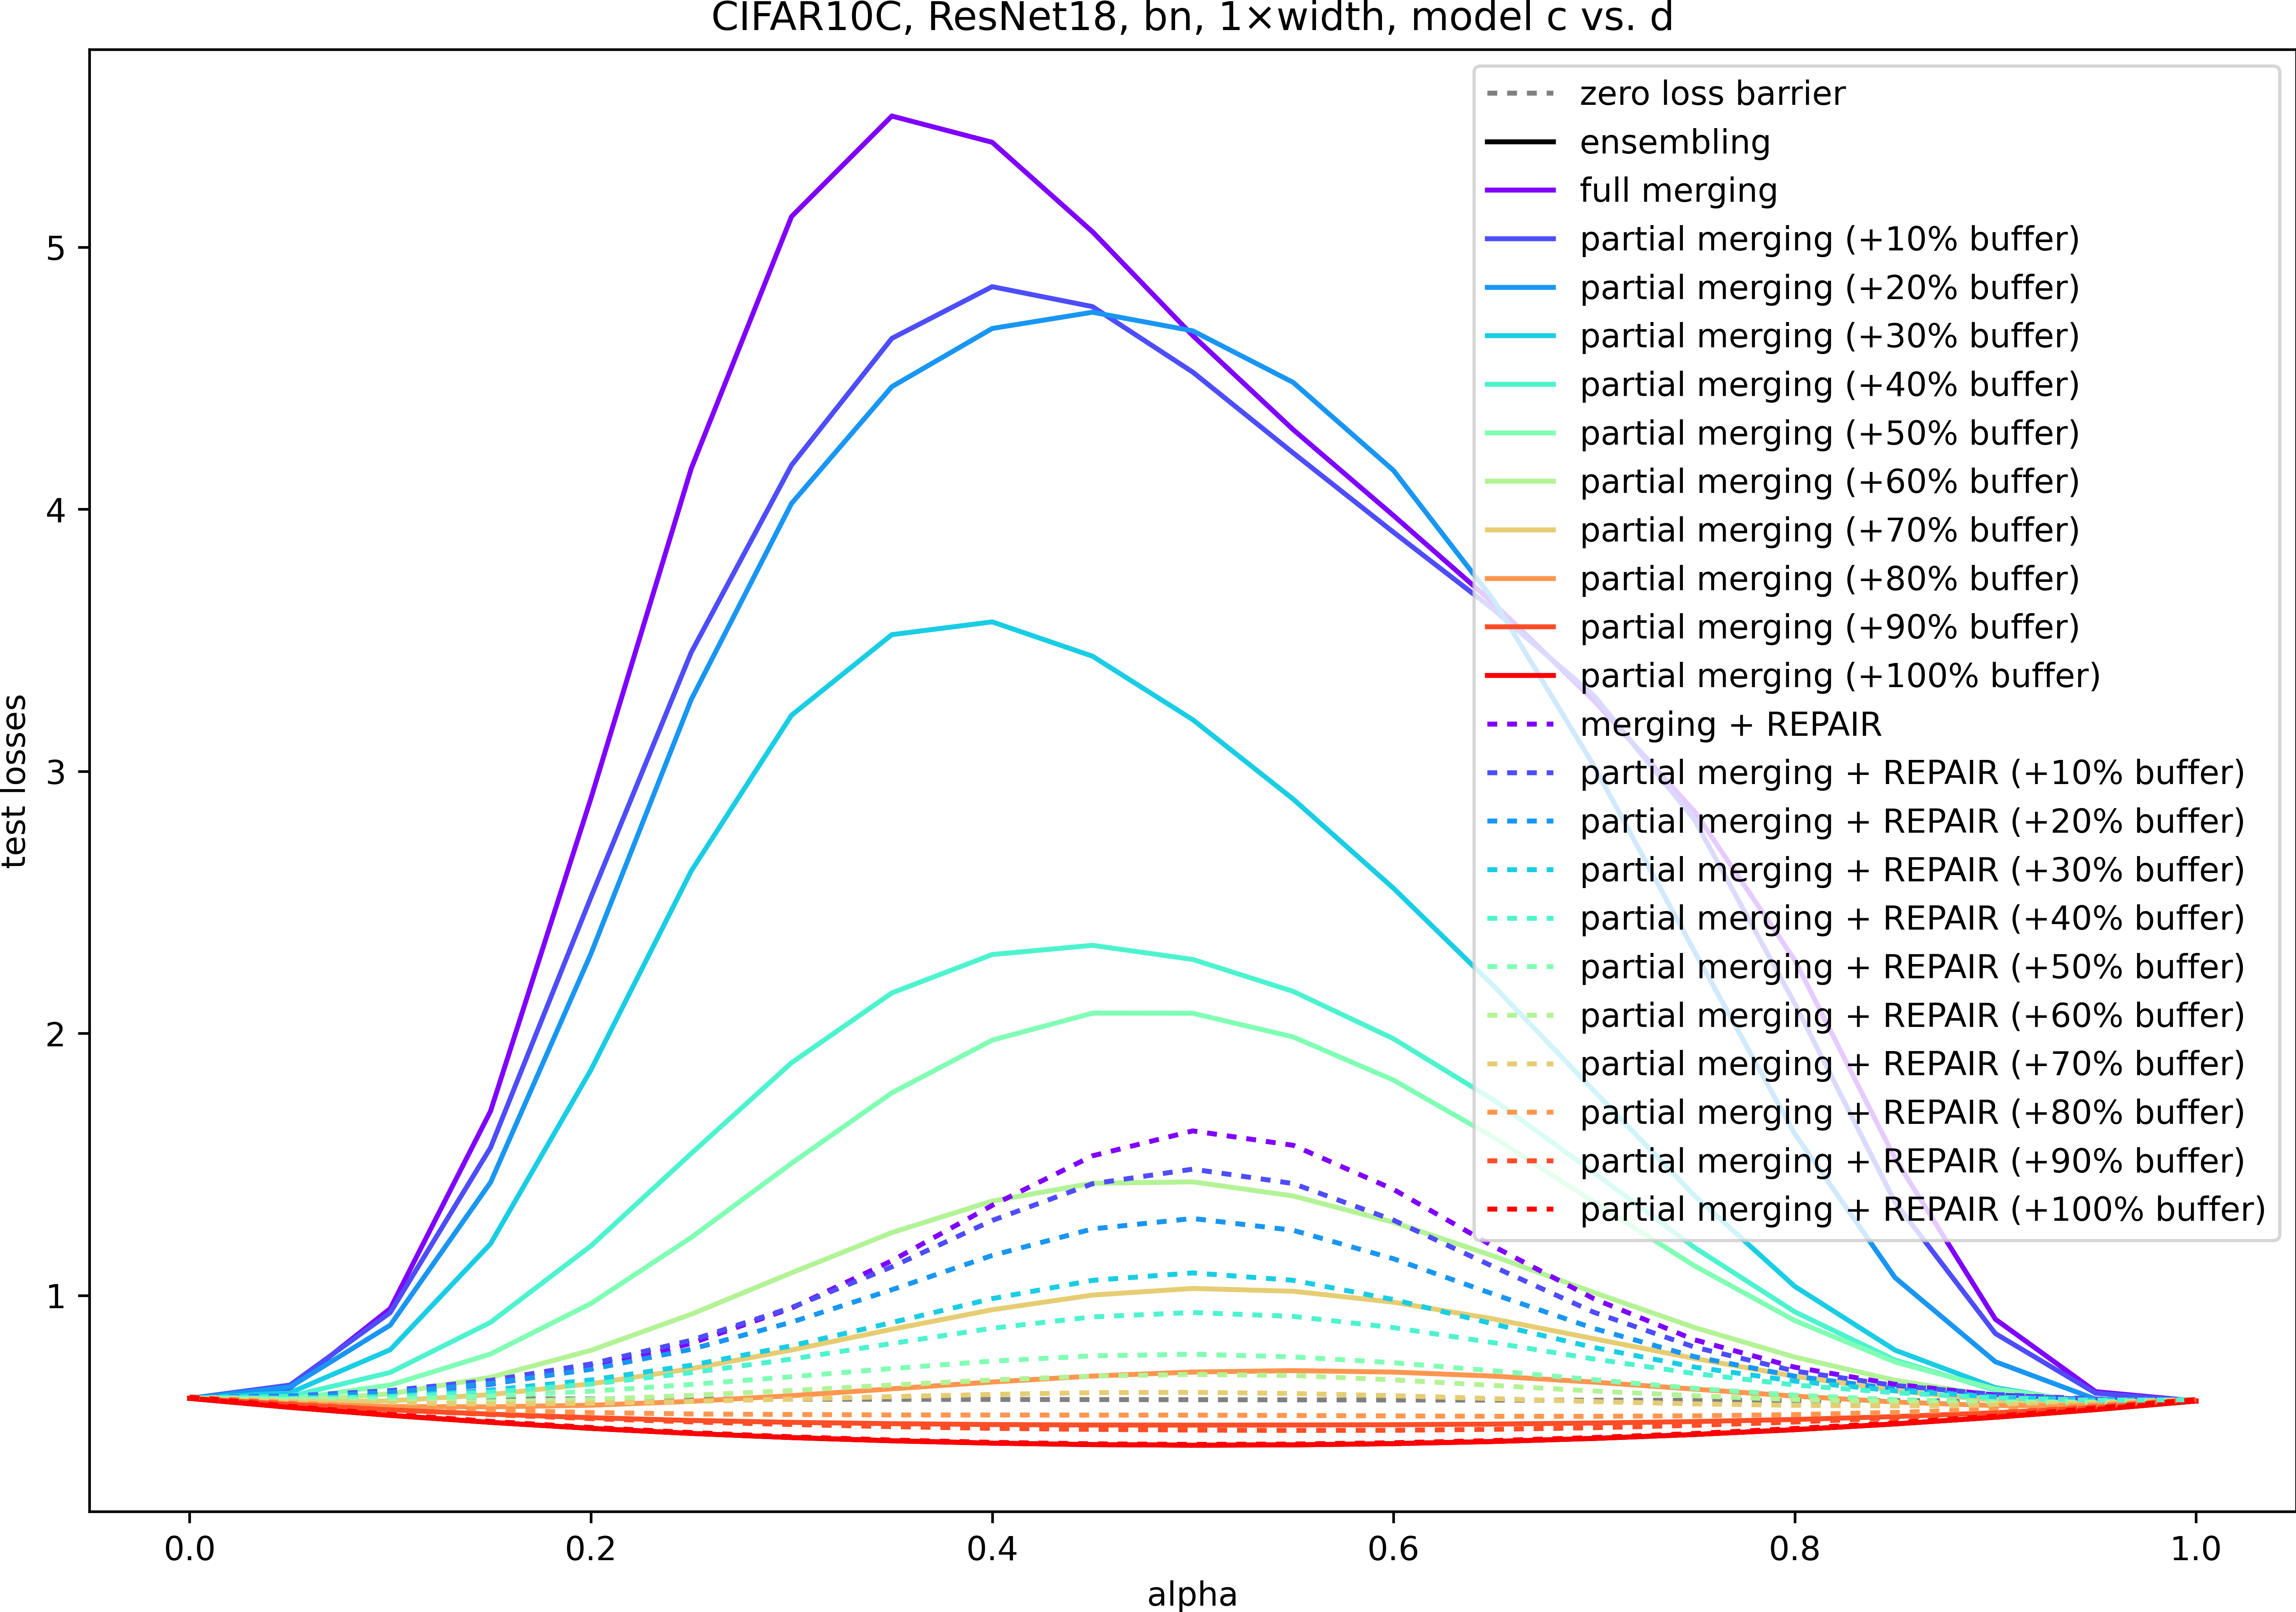 CIFAR10C, ResNet18, bn, 1×width, model c vs. d
zero loss barrier
ensembling
full merging
partial merging (+10% buffer)
partial merging (+20% buffer)
partial merging (+30% buffer)
partial merging (+40% buffer)
partial merging (+50% buffer)
partial merging (+60% buffer)
partial merging (+70% buffer)
partial merging (+80% buffer)
partial merging (+90% buffer)
partial merging (+100% buffer)
merging + REPAIR
partial merging + REPAIR (+10% buffer)
partial merging + REPAIR (+20% buffer)
partial merging + REPAIR (+30% buffer)
partial merging + REPAIR (+40% buffer)
partial merging + REPAIR (+50% buffer)
partial merging + REPAIR (+60% buffer)
partial merging + REPAIR (+70% buffer)
partial merging + REPAIR (+80% buffer)
partial merging + REPAIR (+90% buffer)
partial merging + REPAIR (+100% buffer)
test losses
5
4
3
2
1
0.0 0.2 0.4 0.6 0.8 1.0
alpha